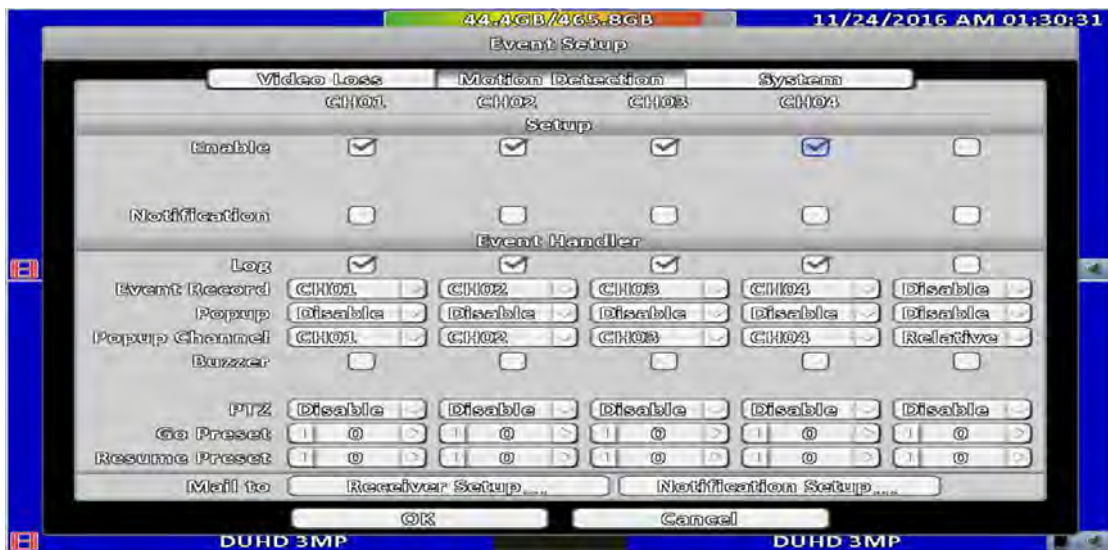 44.4GB/465.8GB 11/24/2016 AM 01:30:31
Event Setup
Video Loss Motion Detection System
CH01 CH02 CH03 CH04
Setup
Enable
Notification
Event Handler
Log
Event Record CH01 CH02 CH03 CH04 Disable
Popup Disable Disable Disable Disable Disable
Popup Channel CH01 CH02 CH03 CH04 Relative
Buzzer
PTZ Disable Disable Disable Disable Disable
Go Preset 0 0 0 0 0
Resume Preset 0 0 0 0 0
Mail to Receiver Setup... Notification Setup...
OK Cancel
DUHD 3MP DUHD 3MP